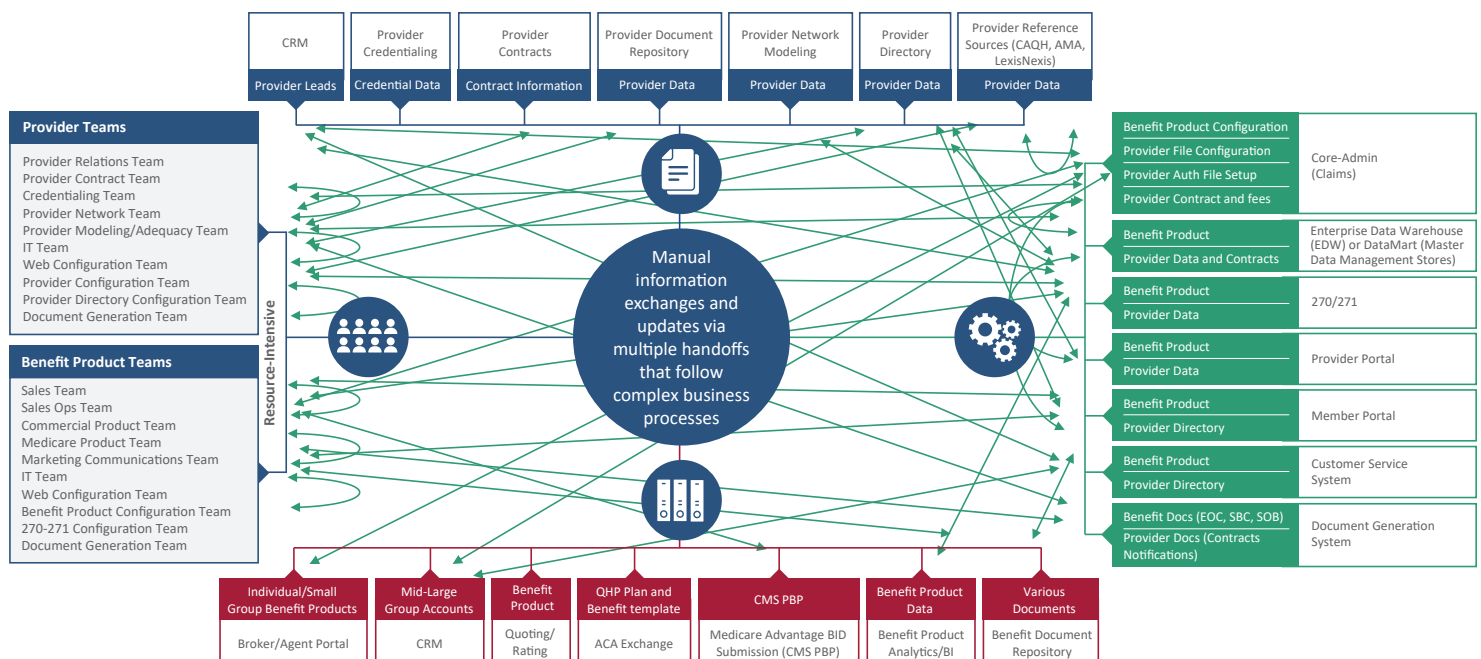 CRM
Provider Leads
Provider
Credentialing
Credential Data
Provider
Contracts
Contract Information
Provider Document
Repository
Provider Data
Provider Network
Modeling
Provider Data
Provider
Directory
Provider Data
Provider Reference
Sources (CAQH, AMA,
LexisNexis)
Provider Data
Provider Teams
Provider Relations Team
Provider Contract Team
Credentialing Team
Provider Network Team
Provider Modeling/Adequacy Team
IT Team
Web Configuration Team
Provider Configuration Team
Provider Directory Configuration Team
Document Generation Team
Benefit Product Teams
Sales Team
Sales Ops Team
Commercial Product Team
Medicare Product Team
Marketing Communications Team
IT Team
Web Configuration Team
Benefit Product Configuration Team
270-271 Configuration Team
Document Generation Team
Resource-Intensive
Manual
information
exchanges and
updates via
multiple handoffs
that follow
complex business
processes
Benefit Product Configuration
Provider File Configuration
Provider Auth File Setup
Provider Contract and fees
Core-Admin
(Claims)
Benefit Product
Provider Data and Contracts
Enterprise Data Warehouse
(EDW) or DataMart (Master
Data Management Stores)
Benefit Product
Provider Data
270/271
Benefit Product
Provider Data
Provider Portal
Benefit Product
Provider Directory
Member Portal
Benefit Product
Provider Directory
Customer Service
System
Benefit Docs (EOC, SBC, SOB)
Provider Docs (Contracts
Notifications)
Document Generation
System
Individual/Small
Group Benefit Products
Broker/Agent Portal
Mid-Large
Group Accounts
CRM
Benefit
Product
Quoting/
Rating
QHP Plan and
Benefit template
ACA Exchange
CMS PBP
Medicare Advantage BID
Submission (CMS PBP)
Benefit Product
Data
Benefit Product
Analytics/BI
Various
Documents
Benefit Document
Repository